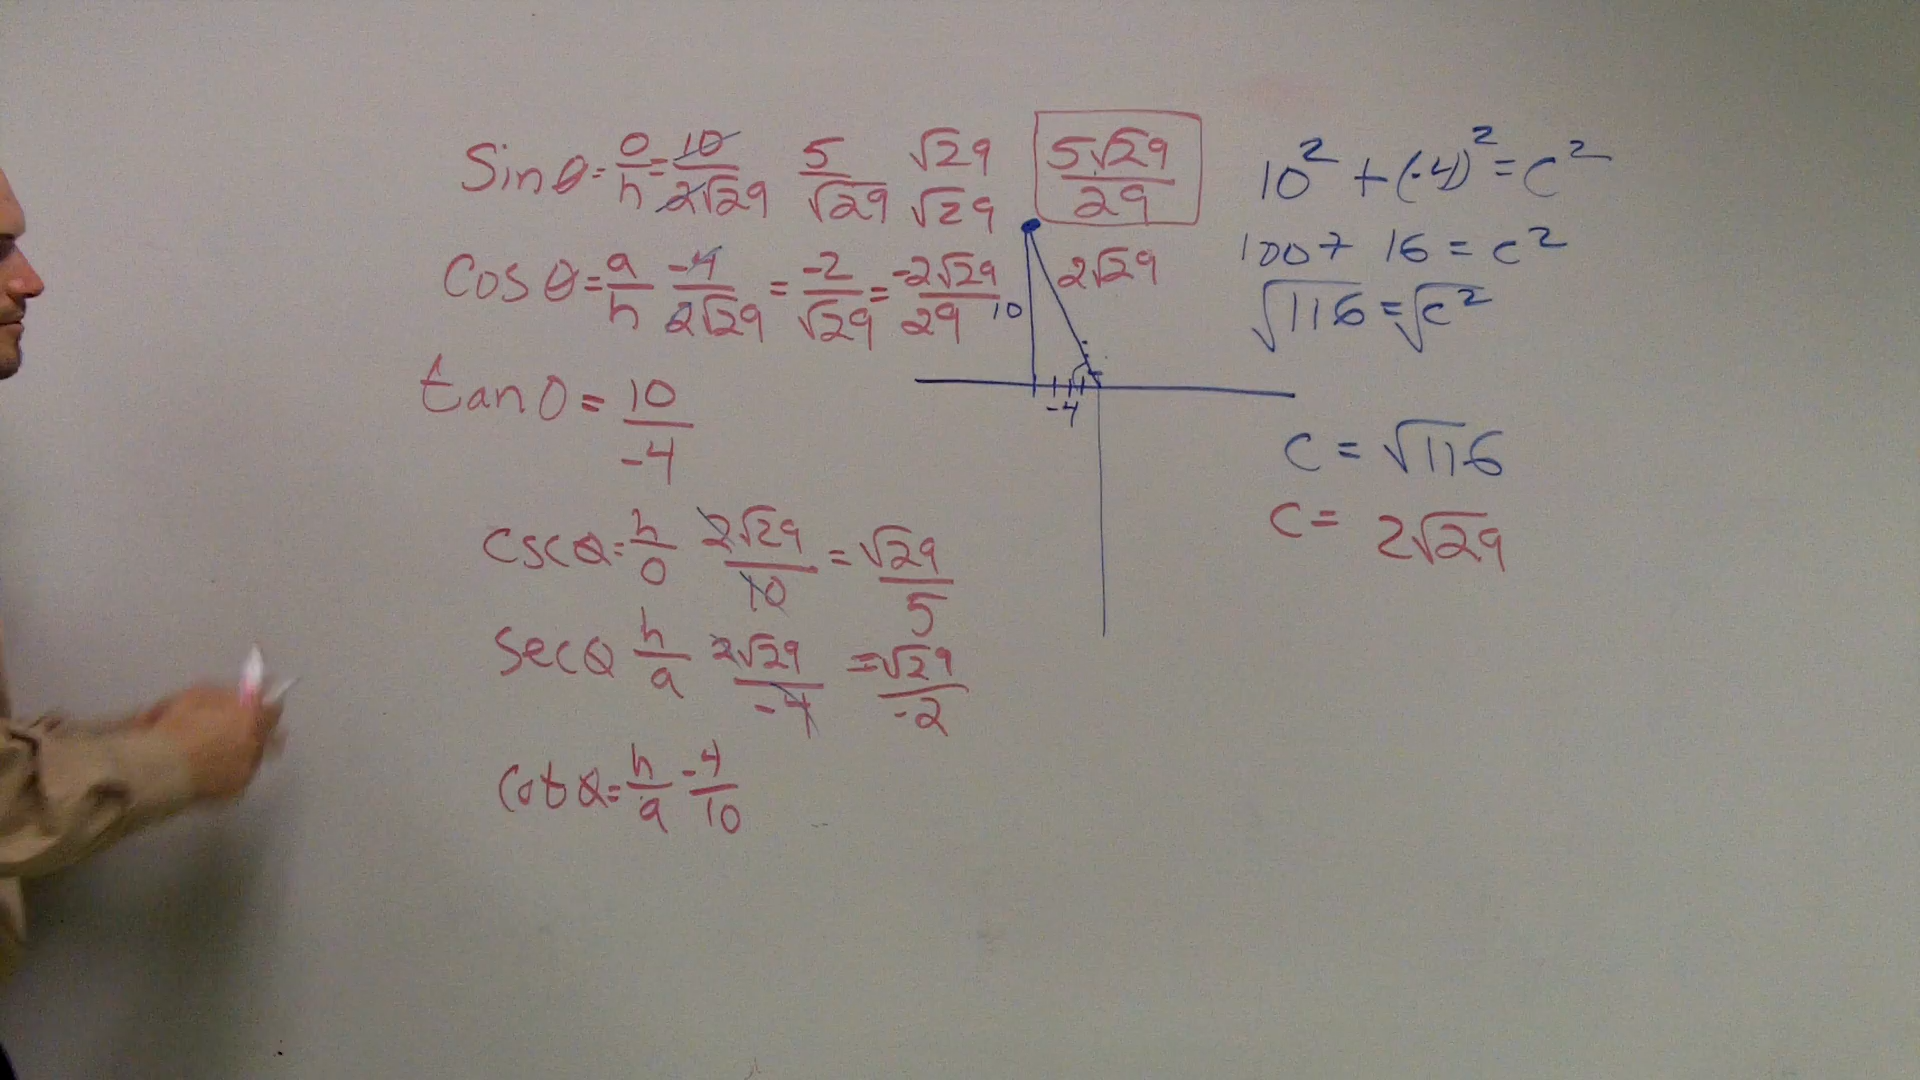 Sin θ = o/h = 10/2√29 5/√29 √29/√29 5√29/29
Cos θ = a/h -4/2√29 = -2/√29 = -2√29/29
tan θ = 10/-4
csc θ = h/o 2√29/10 = √29/5
sec θ h/a 2√29/-4 = √29/-2
cot θ = h/a -4/10
2√29
10
-4
10² + (-4)² = c²
100 + 16 = c²
√116 = √c²
c = √116
c = 2√29